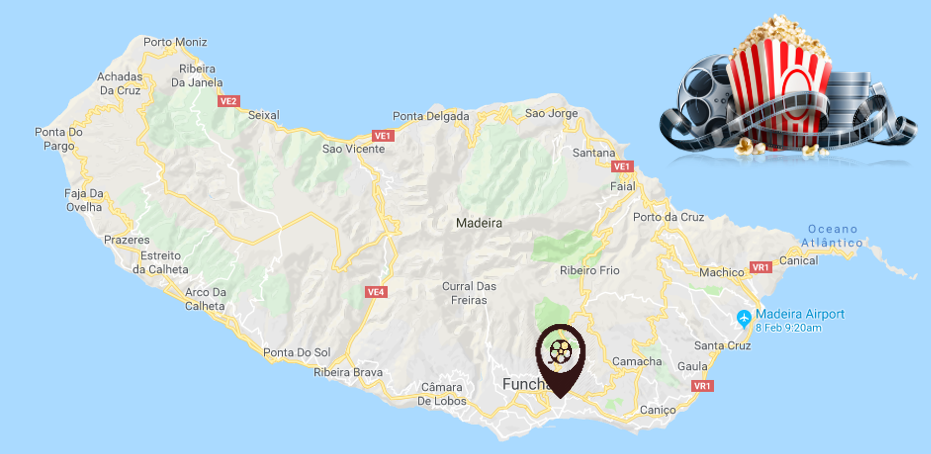 Porto Moniz
Ribeira
Da Janela
Achadas
Da Cruz
VE2
Seixal
Ponta Delgada
Sao Jorge
Ponta Do
Pargo
VE1
Sao Vicente
Santana
VE1
Faial
Faja Da
Ovelha
Madeira
Porto da Cruz
Oceano
Atlântico
Prazeres
Estreito
da Calheta
Canical
Ribeiro Frio
Machico
VR1
Arco Da
Calheta
VE4
Curral Das
Freiras
Madeira Airport
8 Feb 9:20am
Santa Cruz
Ponta Do Sol
Camacha
Gaula
Ribeira Brava
Câmara
De Lobos
Funcha
VR1
Caniço